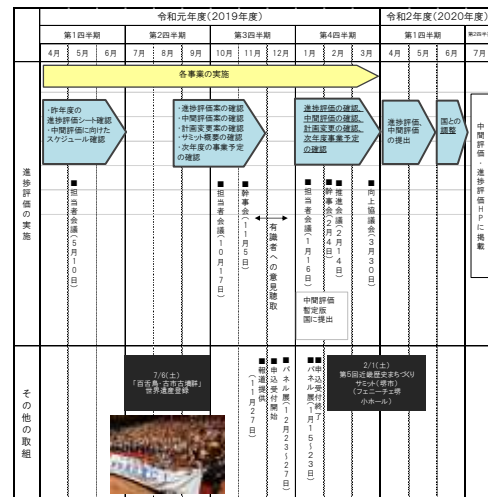 令和元年度(2019年度)
令和2年度(2020年度)
第1四半期
第2四半期
第3四半期
第4四半期
第1四半期
第2四半期
4月
5月
6月
7月
8月
9月
10月
11月
12月
1月
2月
3月
4月
5月
6月
7月
進捗評価の実施
各事業の実施
・昨年度の
進捗評価シート確認
・中間評価に向けた
スケジュール確認
・進捗評価案の確認
・中間評価案の確認
・計画変更案の確認
・サミット概要の確認
・次年度の事業予定
の確認
進捗評価の確認、
中間評価の確認、
計画変更の確認、
次年度事業予定
の確認
進捗評価、
中間評価
の提出
国との
調整
中間評価・進捗評価HPに掲載
■担当者会議(5月10日)
■担当者会議(10月17日)
■幹事会(11月5日)
有識者への意見聴取
■担当者会議(1月16日)
■幹事会(2月4日)
■推進会議(2月14日)
■向上協議会(3月30日)
中間評価
暫定版
国に提出
その他の取組
7/6(土)
「百舌鳥・古市古墳群」
世界遺産登録
■報道提供(11月27日)
■申込受付開始
■パネル展(12月23~27日)
■申込受付終了
■パネル展(1月15~23日)
2/1(土)
第5回近畿歴史まちづくり
サミット(堺市)
(フェニーチェ堺
小ホール)